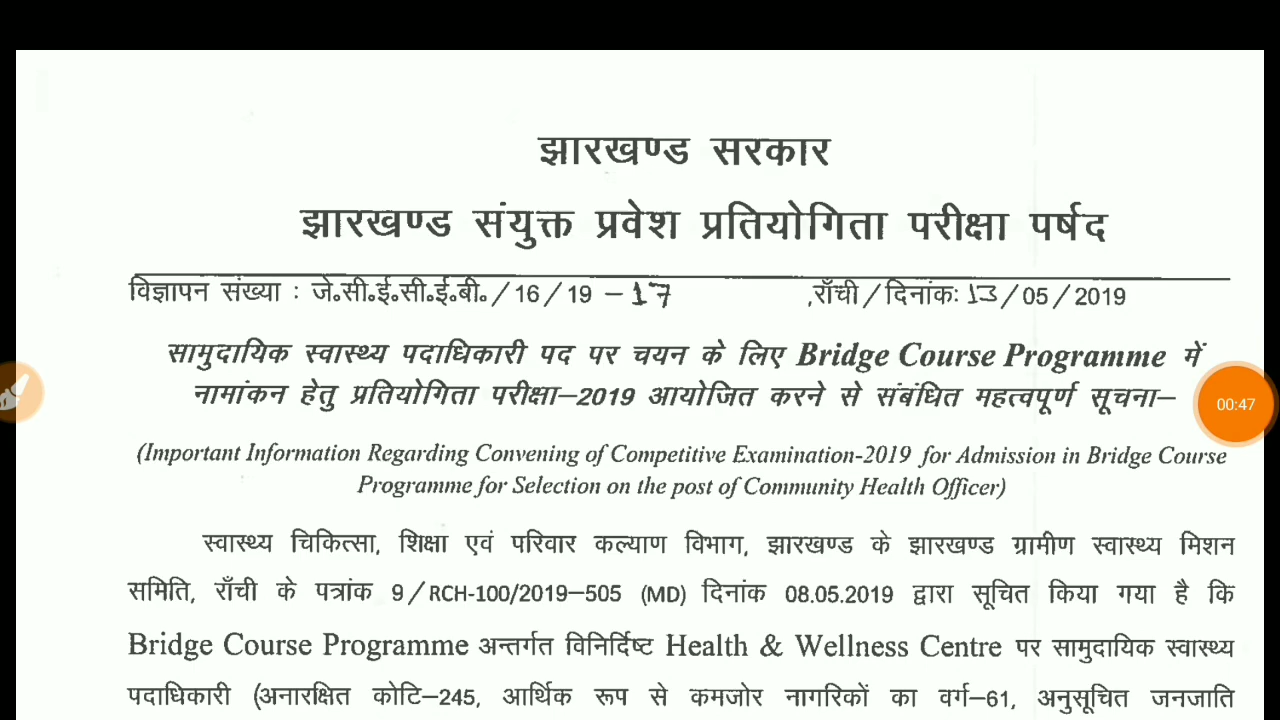 झारखण्ड सरकार
झारखण्ड संयुक्त प्रवेश प्रतियोगिता परीक्षा पर्षद
विज्ञापन संख्या : जे.सी.ई.सी.ई.बी./16/19 -17 ,राँची/दिनांकः 13/05/2019
सामुदायिक स्वास्थ्य पदाधिकारी पद पर चयन के लिए Bridge Course Programme में
नामांकन हेतु प्रतियोगिता परीक्षा–2019 आयोजित करने से संबंधित महत्वपूर्ण सूचना–
00:47
(Important Information Regarding Convening of Competitive Examination-2019 for Admission in Bridge Course
Programme for Selection on the post of Community Health Officer)
स्वास्थ्य चिकित्सा, शिक्षा एवं परिवार कल्याण विभाग, झारखण्ड के झारखण्ड ग्रामीण स्वास्थ्य मिशन
समिति, राँची के पत्रांक 9/RCH-100/2019–505 (MD) दिनांक 08.05.2019 द्वारा सूचित किया गया है कि
Bridge Course Programme अन्तर्गत विनिर्दिष्ट Health & Wellness Centre पर सामुदायिक स्वास्थ्य
पदाधिकारी (अनारक्षित कोटि–245, आर्थिक रूप से कमजोर नागरिकों का वर्ग–61, अनुसूचित जनजाति